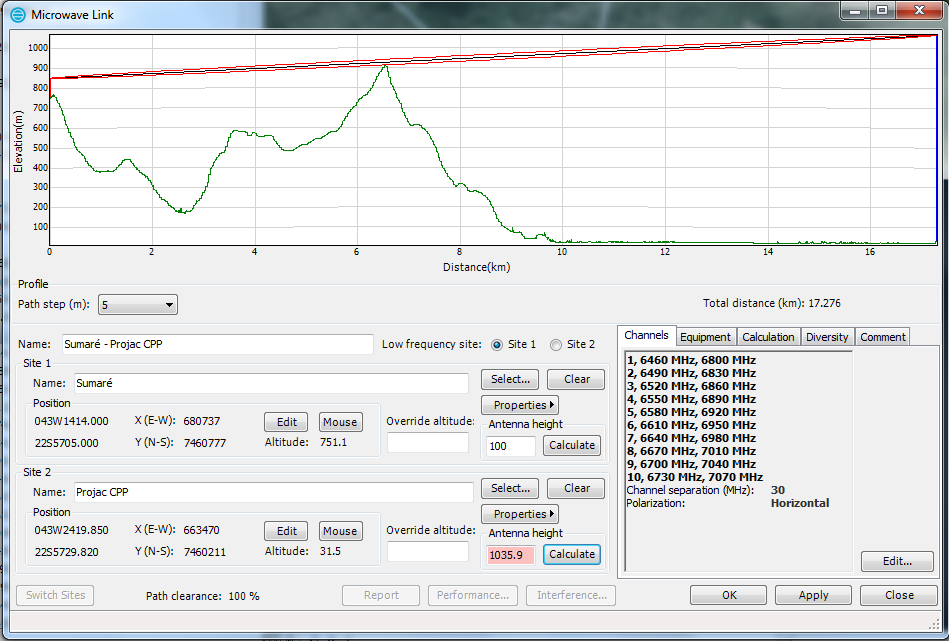 Microwave Link
1000
900
800
700
600
500
400
300
200
100
Elevation(m)
0 2 4 6 8 10 12 14 16
Distance(km)
Profile
Path step (m): 5
Total distance (km): 17.276
Name: Sumaré - Projac CPP
Low frequency site: Site 1 Site 2
Site 1
Name: Sumaré
Select... Clear
Properties
Position
043W1414.000 X (E-W): 680737
22S5705.000 Y (N-S): 7460777
Edit Mouse
Altitude: 751.1
Override altitude:
Antenna height
100 Calculate
Site 2
Name: Projac CPP
Select... Clear
Properties
Position
043W2419.850 X (E-W): 663470
22S5729.820 Y (N-S): 7460211
Edit Mouse
Altitude: 31.5
Override altitude:
Antenna height
1035.9 Calculate
Channels Equipment Calculation Diversity Comment
1, 6460 MHz, 6800 MHz
2, 6490 MHz, 6830 MHz
3, 6520 MHz, 6860 MHz
4, 6550 MHz, 6890 MHz
5, 6580 MHz, 6920 MHz
6, 6610 MHz, 6950 MHz
7, 6640 MHz, 6980 MHz
8, 6670 MHz, 7010 MHz
9, 6700 MHz, 7040 MHz
10, 6730 MHz, 7070 MHz
Channel separation (MHz): 30
Polarization: Horizontal
Edit...
Switch Sites
Path clearance: 100 %
Report Performance... Interference...
OK Apply Close